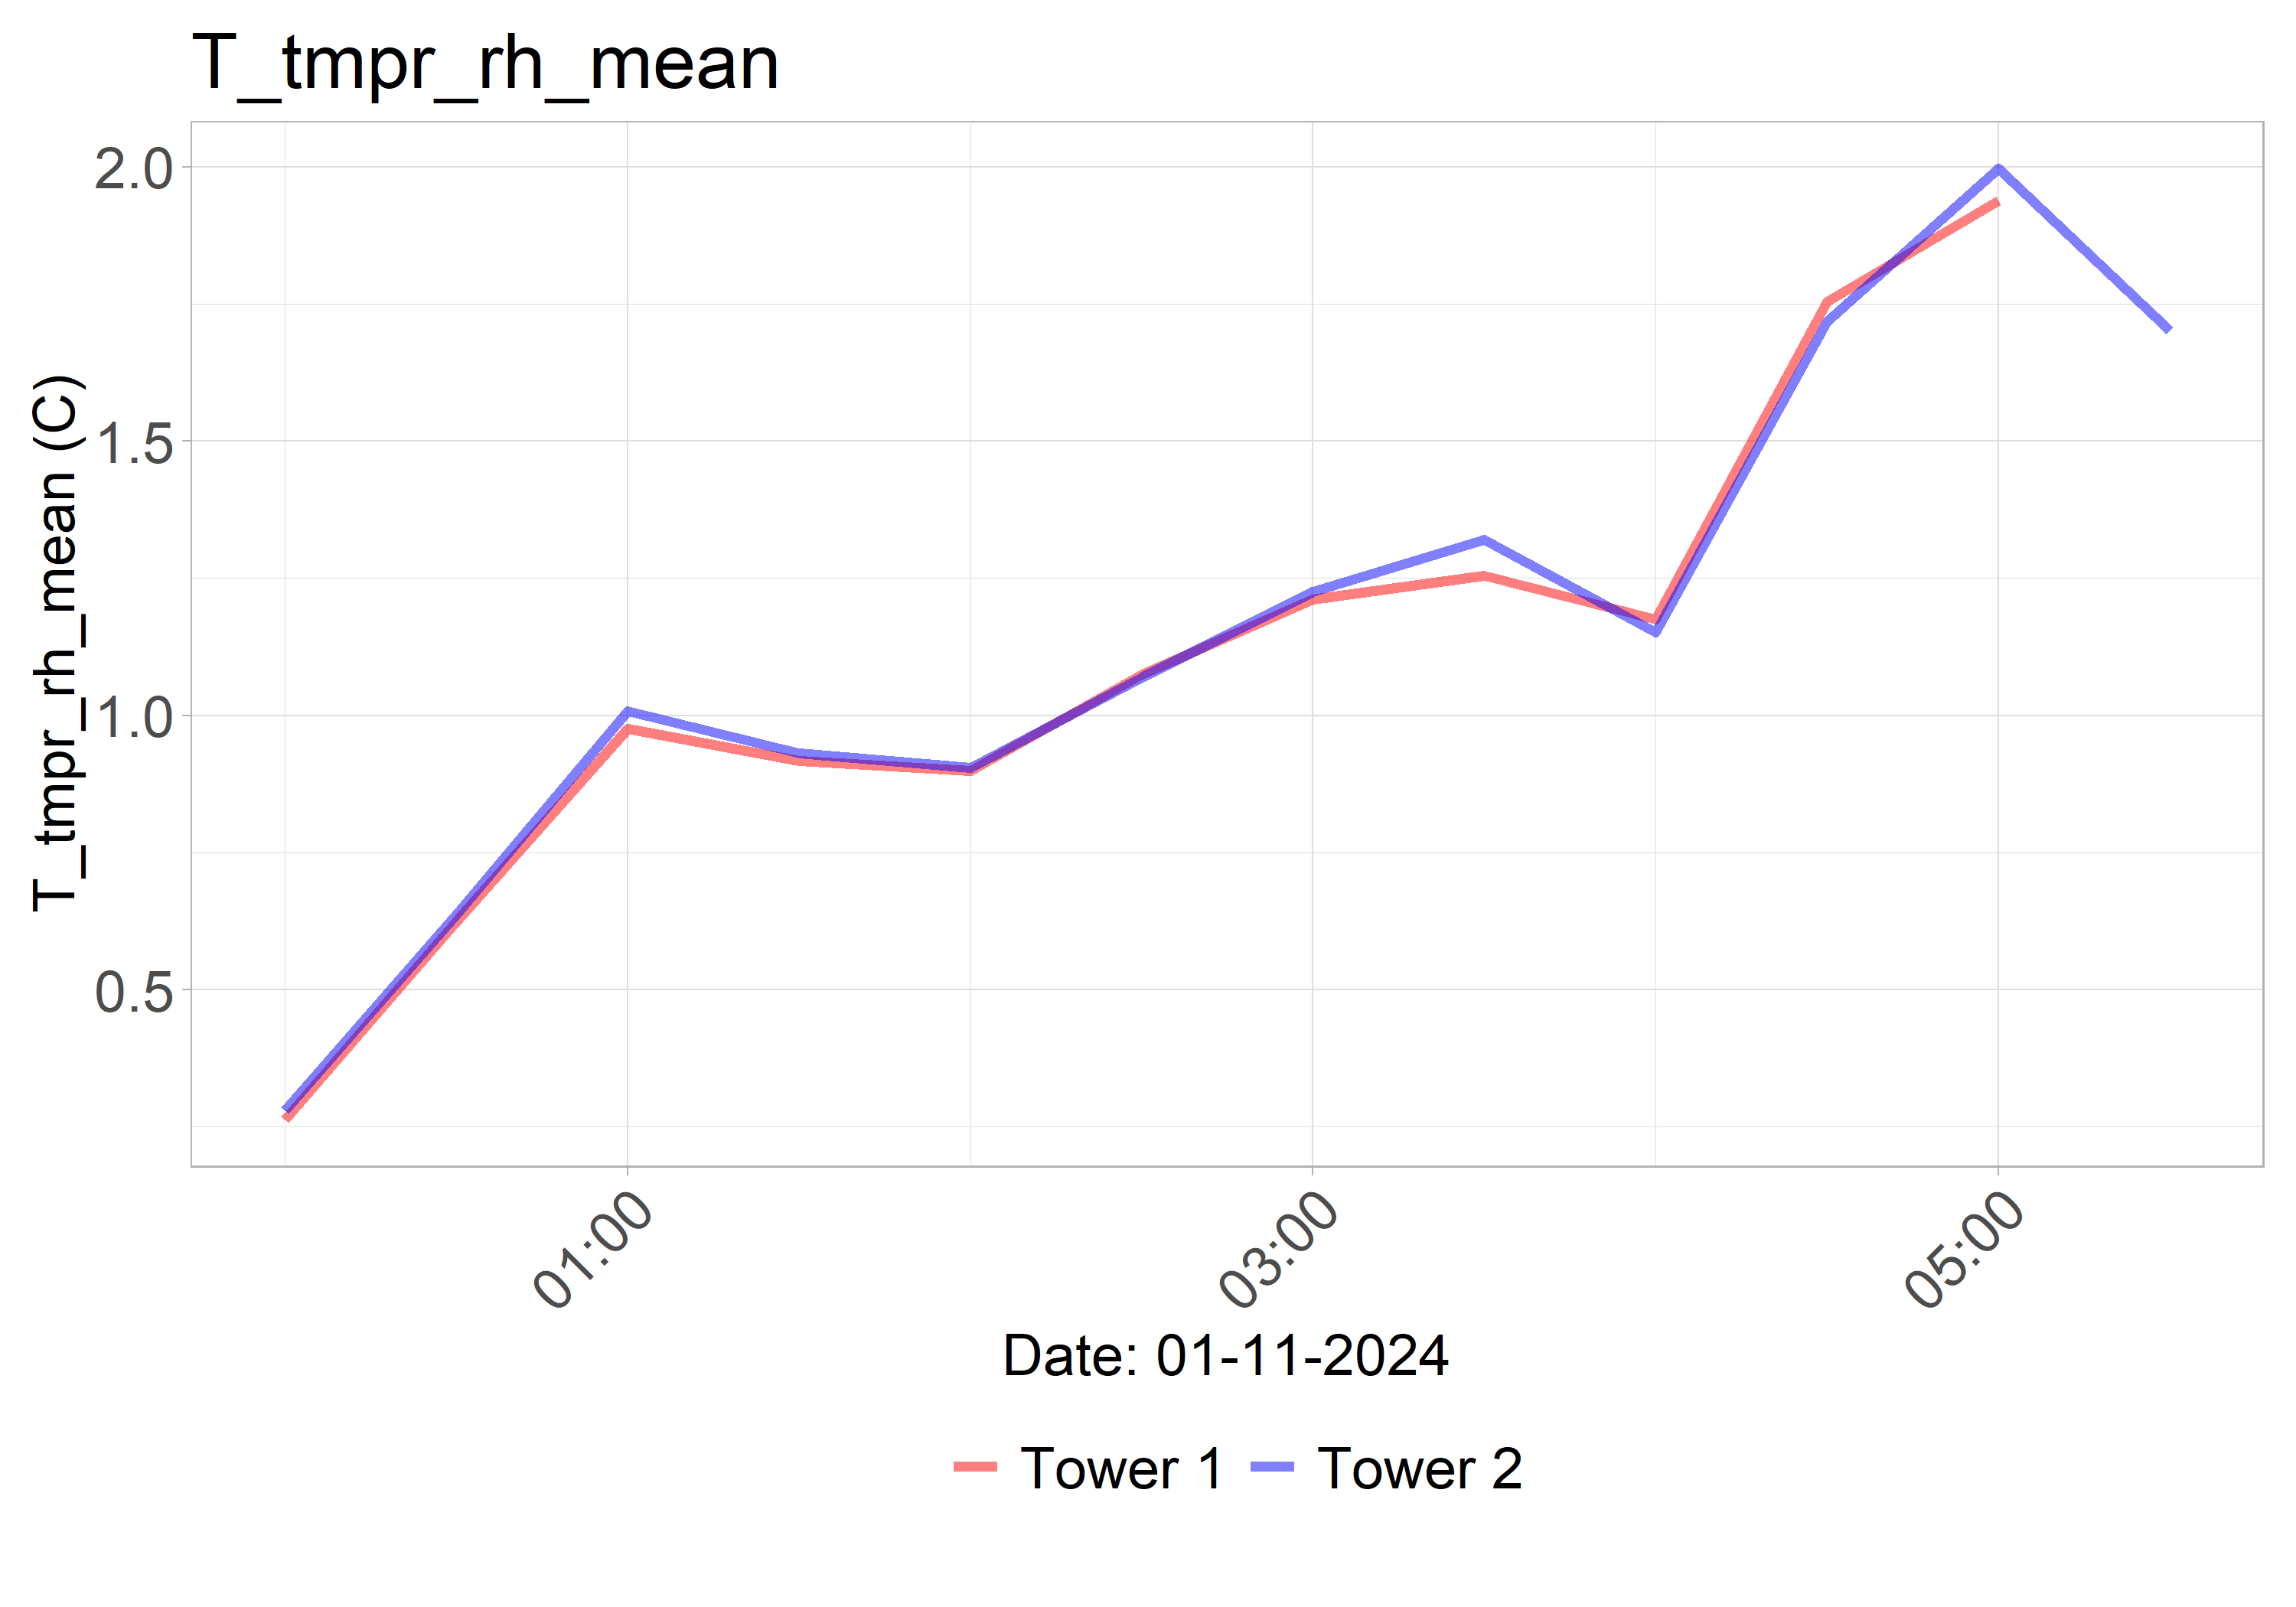 T_tmpr_rh_mean
T_tmpr_rh_mean (C)
2.0
1.5
1.0
0.5
01:00
03:00
05:00
Date: 01-11-2024
Tower 1 Tower 2